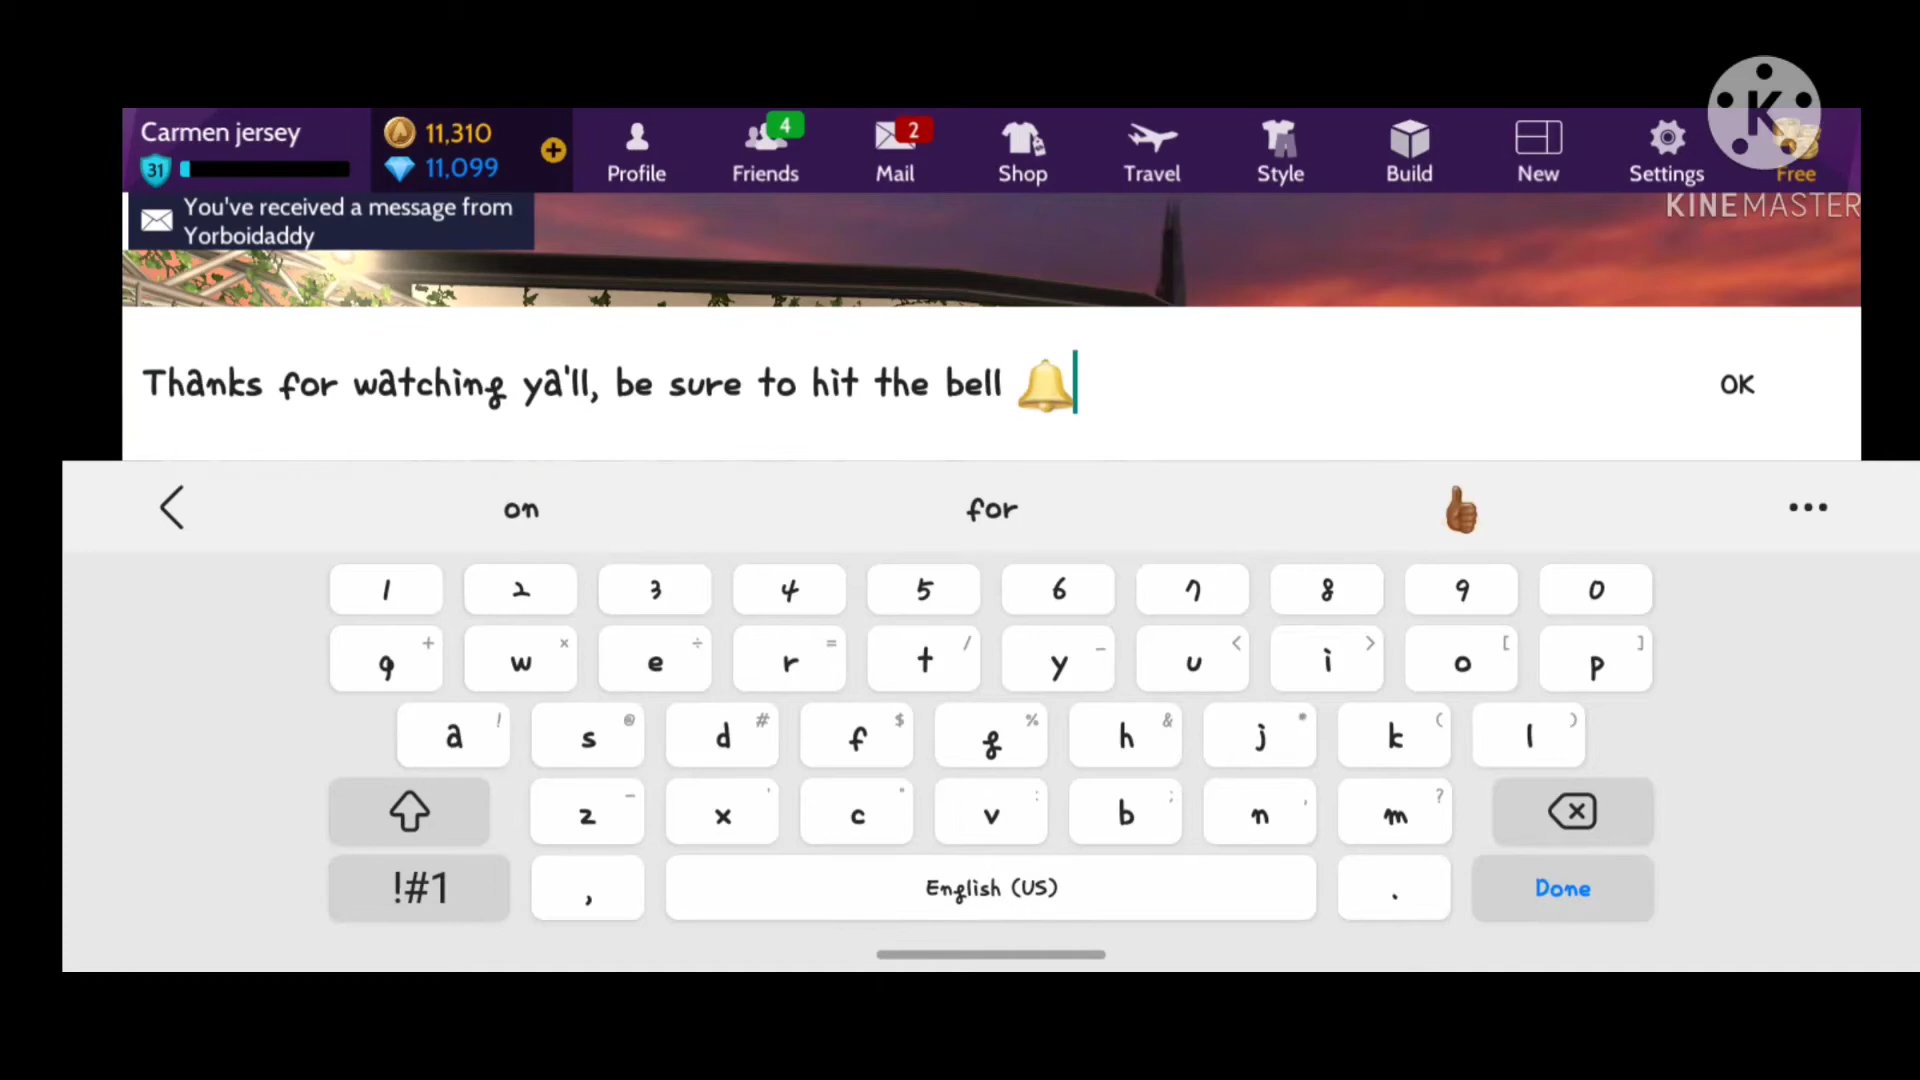 Carmen jersey
31
11,310
11,099
Profile
4
Friends
2
Mail
Shop
Travel
Style
Build
New
Settings
Free
K
KINEMASTER
You've received a message from
Yorboidaddy
Thanks for watching ya'll, be sure to hit the bell 🔔
OK
on for 👍🏾 •••
1 2 3 4 5 6 7 8 9 0
q + w × e ÷ r = t / y _ u < i > o [ p ]
a ! s @ d # f $ g % h & j * k ( l )
z - x ' c " v : b ; n , m ?
!#1 , English (US) . Done